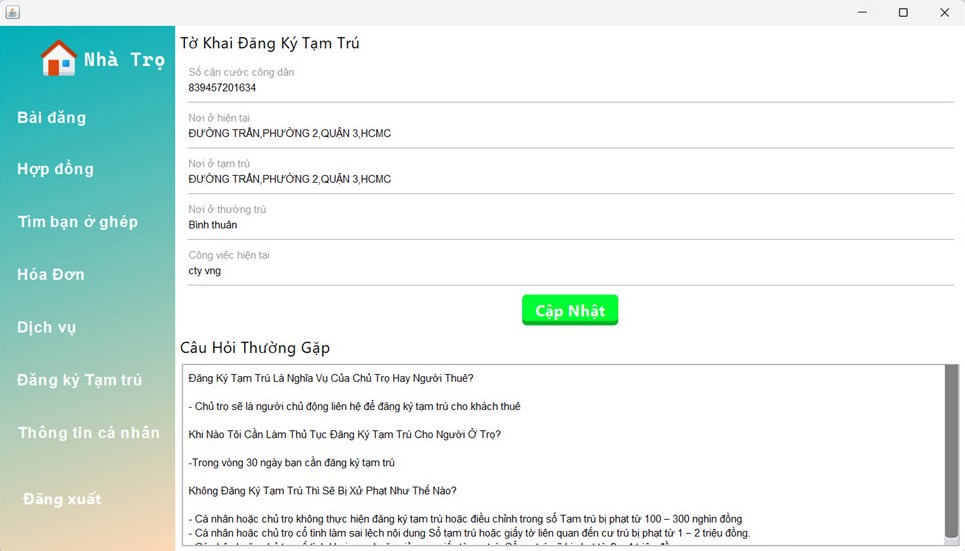 Nhà Trọ
Bài đăng
Hợp đồng
Tìm bạn ở ghép
Hóa Đơn
Dịch vụ
Đăng ký Tạm trú
Thông tin cá nhân
Đăng xuất
Tờ Khai Đăng Ký Tạm Trú
Số căn cước công dân
839457201634
Nơi ở hiện tại
ĐƯỜNG TRẦN,PHƯỜNG 2,QUẬN 3,HCMC
Nơi ở tạm trú
ĐƯỜNG TRẦN,PHƯỜNG 2,QUẬN 3,HCMC
Nơi ở thường trú
Bình thuân
Công việc hiện tại
cty vng
Cập Nhật
Câu Hỏi Thường Gặp
Đăng Ký Tạm Trú Là Nghĩa Vụ Của Chủ Trọ Hay Người Thuê?
- Chủ trọ sẽ là người chủ động liên hệ để đăng ký tạm trú cho khách thuê
Khi Nào Tôi Cần Làm Thủ Tục Đăng Ký Tạm Trú Cho Người Ở Trọ?
-Trong vòng 30 ngày bạn cần đăng ký tạm trú
Không Đăng Ký Tạm Trú Thì Sẽ Bị Xử Phạt Như Thế Nào?
- Cá nhân hoặc chủ trọ không thực hiện đăng ký tạm trú hoặc điều chỉnh trong sổ Tạm trú bị phạt từ 100 – 300 nghìn đồng
- Cá nhân hoặc chủ trọ cố tình làm sai lệch nội dung Sổ tạm trú hoặc giấy tờ liên quan đến cư trú bị phạt từ 1 – 2 triệu đồng.